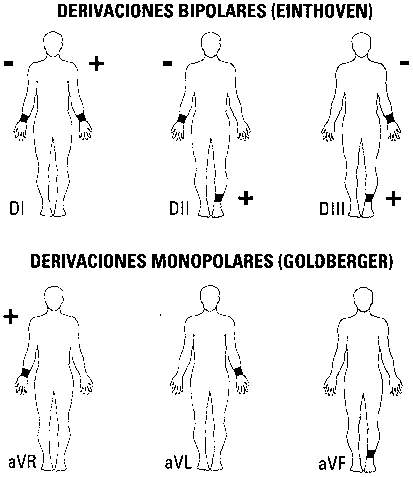 DERIVACIONES BIPOLARES (EINTHOVEN)
- + - -
DI DII + DIII +
DERIVACIONES MONOPOLARES (GOLDBERGER)
+
aVR aVL aVF